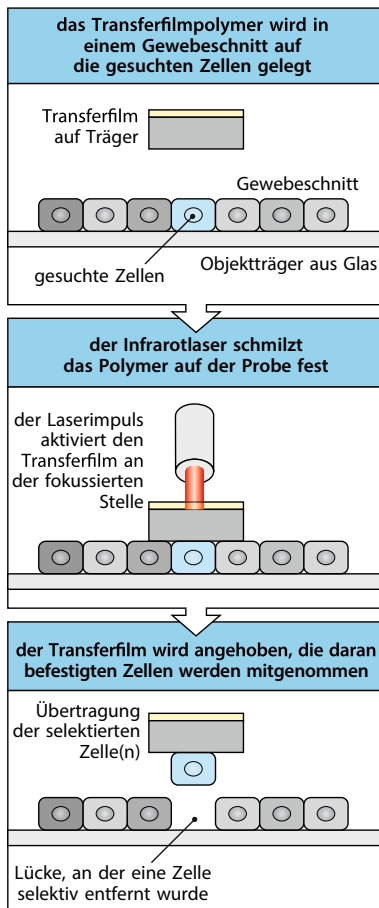 das Transferfilmpolymer wird in
einem Gewebeschnitt auf
die gesuchten Zellen gelegt
Transferfilm
auf Träger
Gewebeschnitt
gesuchte Zellen
Objektträger aus Glas
der Infrarotlaser schmilzt
das Polymer auf der Probe fest
der Laserimpuls
aktiviert den
Transferfilm an
der fokussierten
Stelle
der Transferfilm wird angehoben, die daran
befestigten Zellen werden mitgenommen
Übertragung
der selektierten
Zelle(n)
Lücke, an der eine Zelle
selektiv entfernt wurde